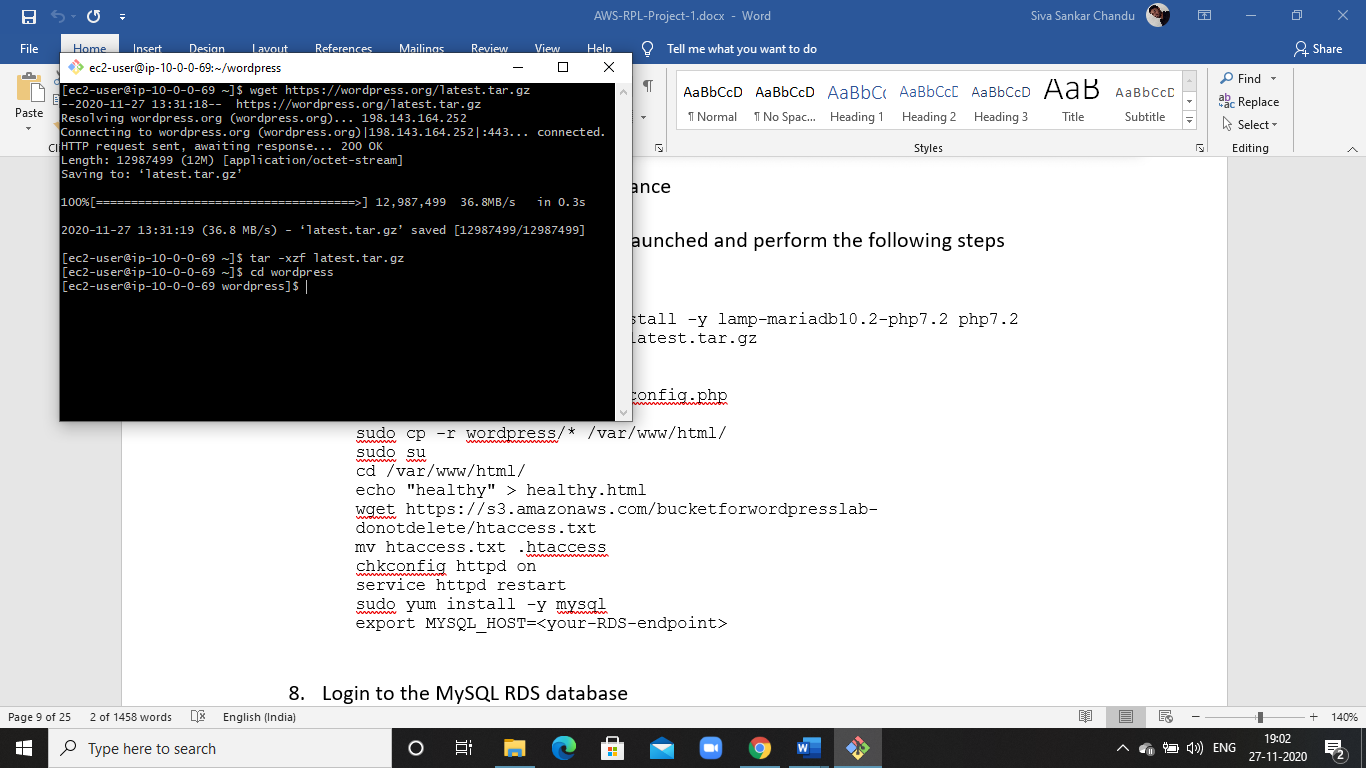 AWS-RPL-Project-1.docx - Word
Siva Sankar Chandu
File Home Insert Design Layout References Mailings Review View Help Tell me what you want to do Share
ec2-user@ip-10-0-0-69:~/wordpress
[ec2-user@ip-10-0-0-69 ~]$ wget https://wordpress.org/latest.tar.gz
--2020-11-27 13:31:18-- https://wordpress.org/latest.tar.gz
Resolving wordpress.org (wordpress.org)... 198.143.164.252
Connecting to wordpress.org (wordpress.org)|198.143.164.252|:443... connected.
HTTP request sent, awaiting response... 200 OK
Length: 12987499 (12M) [application/octet-stream]
Saving to: ‘latest.tar.gz’
100%[=====================================>] 12,987,499 36.8MB/s in 0.3s
2020-11-27 13:31:19 (36.8 MB/s) - ‘latest.tar.gz’ saved [12987499/12987499]
[ec2-user@ip-10-0-0-69 ~]$ tar -xzf latest.tar.gz
[ec2-user@ip-10-0-0-69 ~]$ cd wordpress
[ec2-user@ip-10-0-0-69 wordpress]$
Paste
AaBbCcD AaBbCcD AaBbCc AaBbCcD AaBbCcD AaB AaBbCcD
¶ Normal ¶ No Spac... Heading 1 Heading 2 Heading 3 Title Subtitle
Styles
Find
Replace
Select
Editing
ance
aunched and perform the following steps
stall -y lamp-mariadb10.2-php7.2 php7.2
latest.tar.gz
config.php
sudo cp -r wordpress/* /var/www/html/
sudo su
cd /var/www/html/
echo "healthy" > healthy.html
wget https://s3.amazonaws.com/bucketforwordpresslab-
donotdelete/htaccess.txt
mv htaccess.txt .htaccess
chkconfig httpd on
service httpd restart
sudo yum install -y mysql
export MYSQL_HOST=<your-RDS-endpoint>
8. Login to the MySQL RDS database
Page 9 of 25 2 of 1458 words English (India) 140%
Type here to search
ENG
19:02
27-11-2020
2